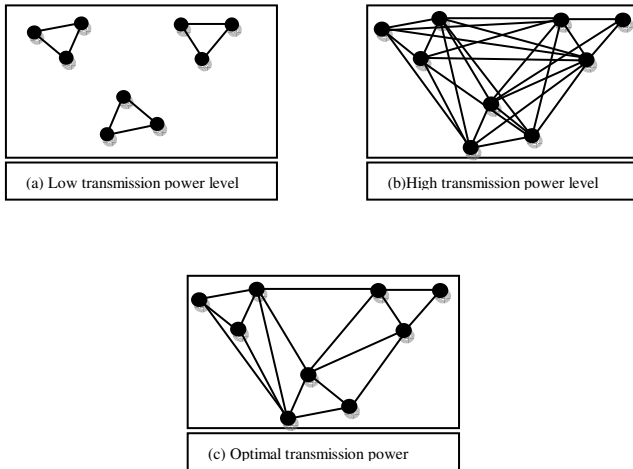 (a) Low transmission power level
(b)High transmission power level
(c) Optimal transmission power